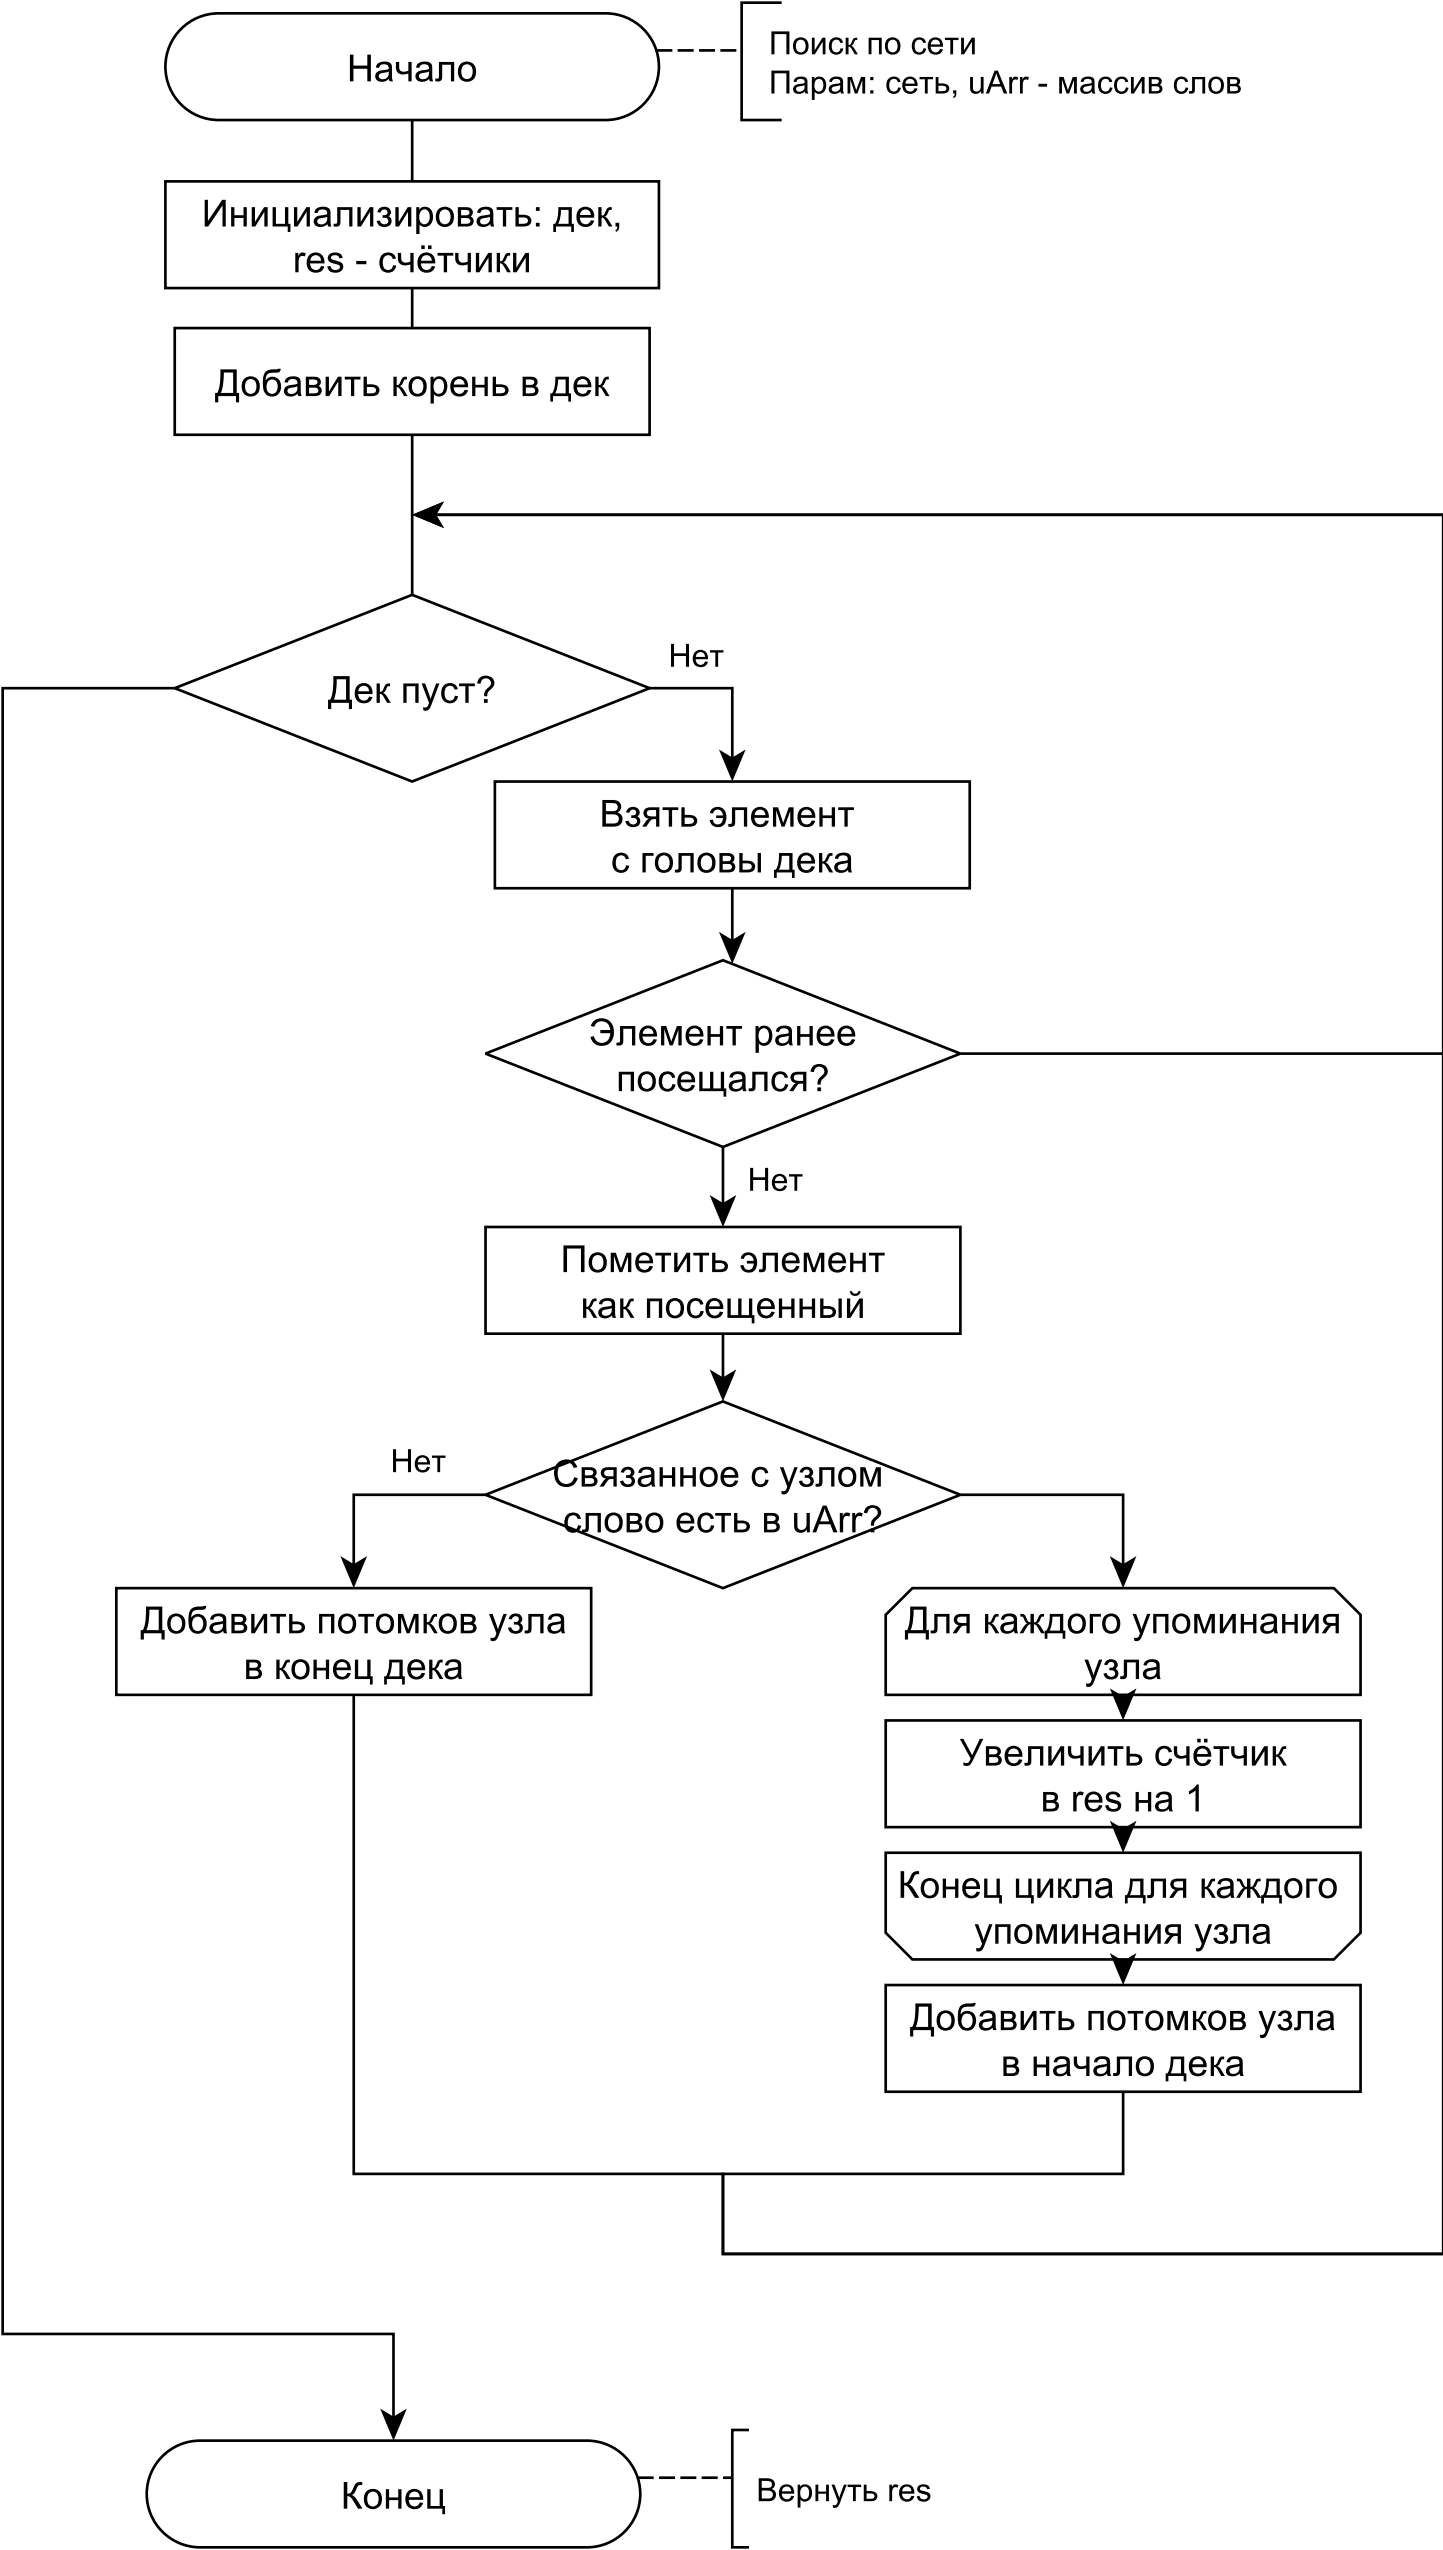 Начало
Поиск по сети
Парам: сеть, uArr - массив слов
Инициализировать: дек,
res - счётчики
Добавить корень в дек
Дек пуст?
Нет
Взять элемент
с головы дека
Элемент ранее
посещался?
Нет
Пометить элемент
как посещенный
Нет
Связанное с узлом
слово есть в uArr?
Добавить потомков узла
в конец дека
Для каждого упоминания
узла
Увеличить счётчик
в res на 1
Конец цикла для каждого
упоминания узла
Добавить потомков узла
в начало дека
Конец
Вернуть res